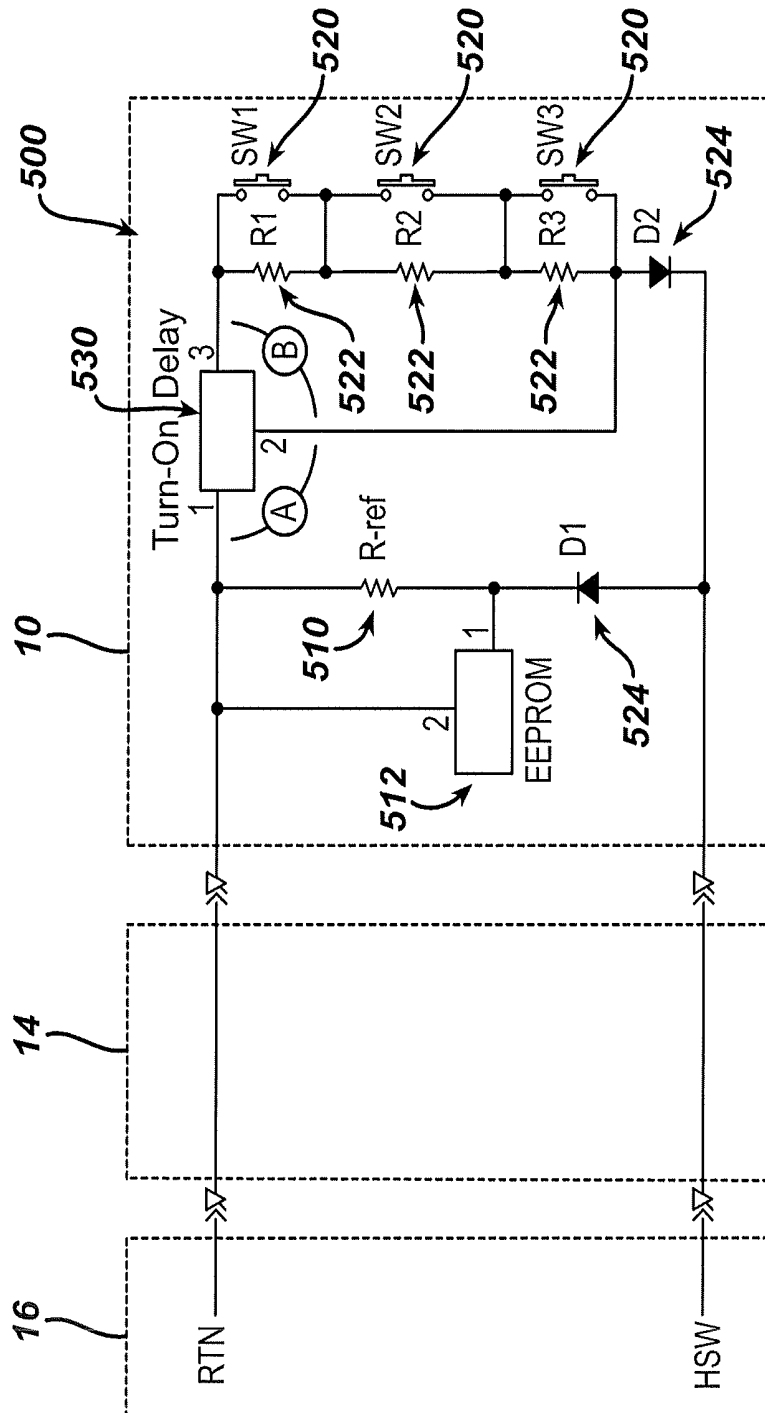 16
14
10
500
RTN
HSW
530
Turn-On Delay
1
2
3
A
B
R-ref
510
2
1
EEPROM
512
D1
524
R1
R2
R3
522
522
522
SW1
SW2
SW3
520
520
520
D2
524